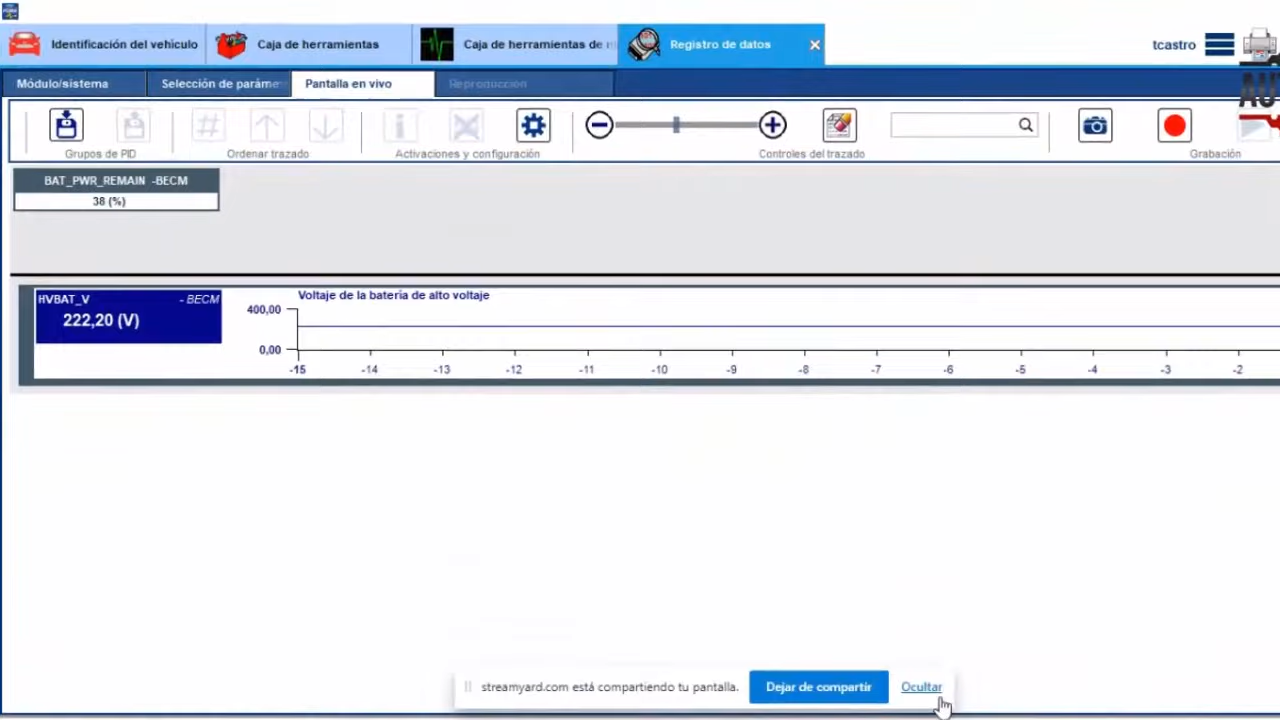 Identificación del vehículo
Caja de herramientas
Caja de herramientas de
Registro de datos
tcastro
Módulo/sistema
Selección de paráme
Pantalla en vivo
Reproducción
AU
Grupos de PID
Ordenar trazado
Activaciones y configuración
Controles del trazado
Grabación
BAT_PWR_REMAIN -BECM
38 (%)
HVBAT_V - BECM
222,20 (V)
Voltaje de la batería de alto voltaje
400,00
0,00
-15 -14 -13 -12 -11 -10 -9 -8 -7 -6 -5 -4 -3 -2
streamyard.com está compartiendo tu pantalla.
Dejar de compartir
Ocultar